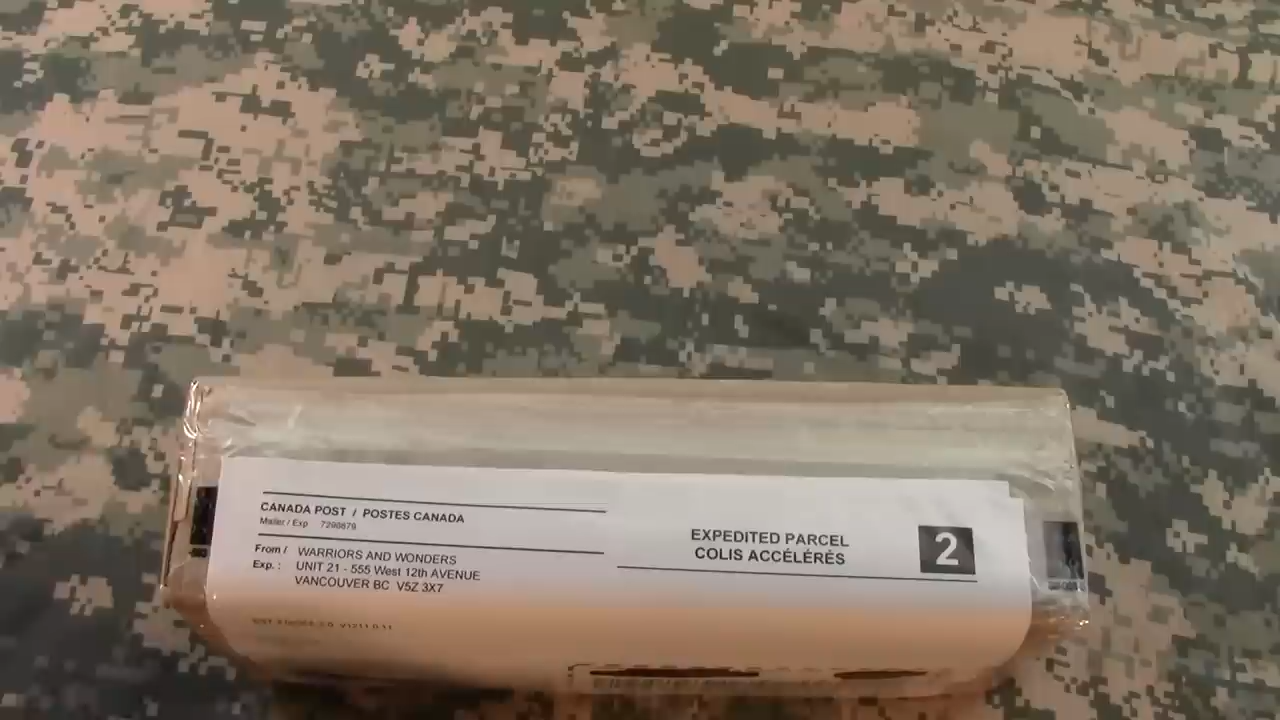 CANADA POST / POSTES CANADA
Mailer / Exp 7298679
From / WARRIORS AND WONDERS
Exp. : UNIT 21 - 555 West 12th AVENUE
VANCOUVER BC V5Z 3X7
EXPEDITED PARCEL
COLIS ACCÉLÉRÉS
2